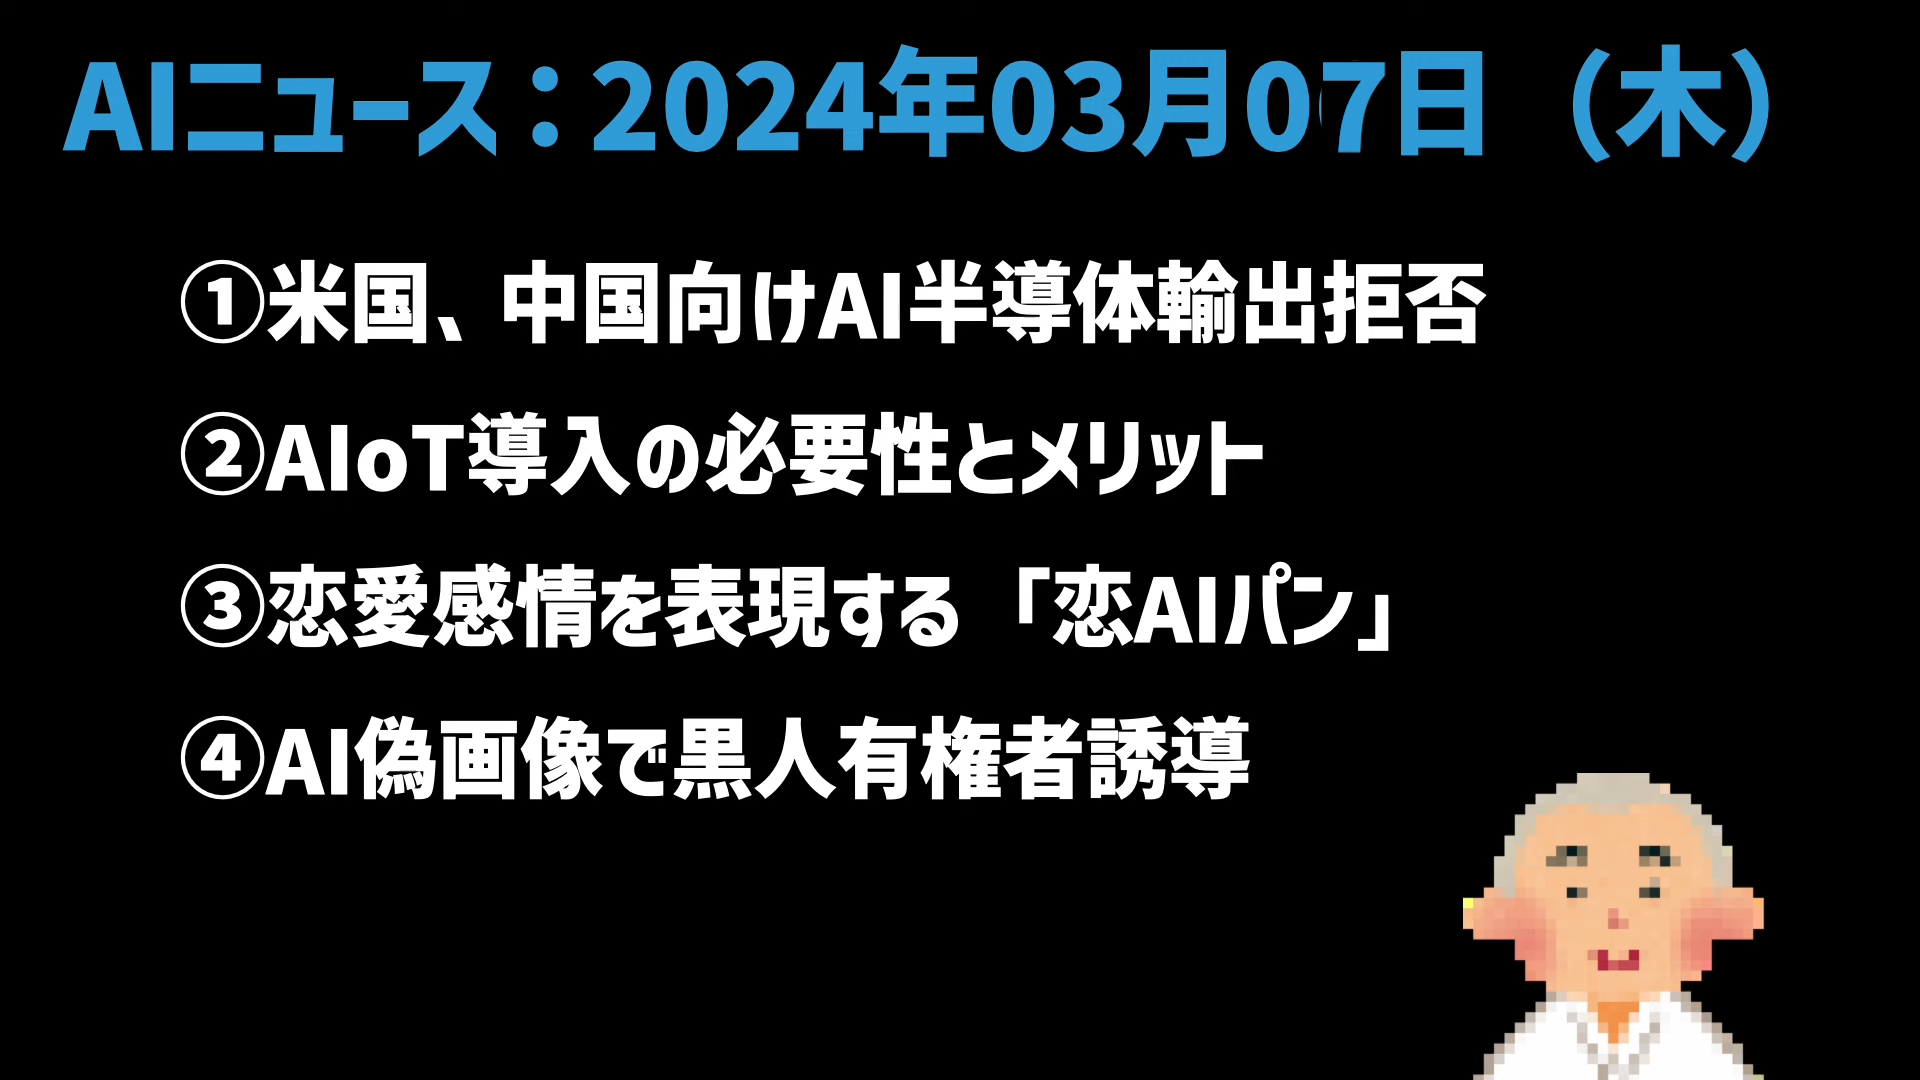 AIニュース：2024年03月07日（木）
①米国、中国向けAI半導体輸出拒否
②AIoT導入の必要性とメリット
③恋愛感情を表現する「恋AIパン」
④AI偽画像で黒人有権者誘導